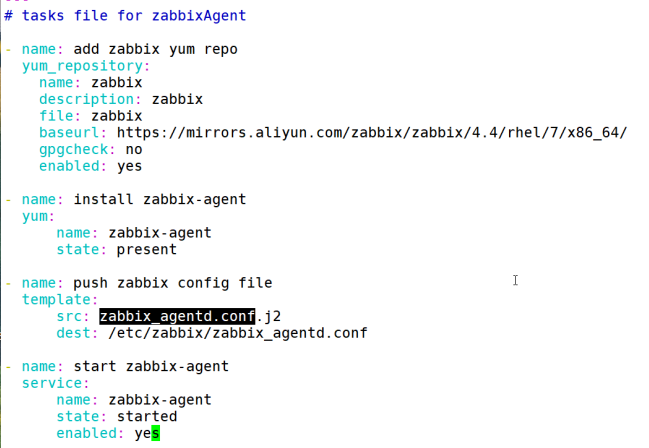 # tasks file for zabbixAgent
- name: add zabbix yum repo
  yum_repository:
    name: zabbix
    description: zabbix
    file: zabbix
    baseurl: https://mirrors.aliyun.com/zabbix/zabbix/4.4/rhel/7/x86_64/
    gpgcheck: no
    enabled: yes
- name: install zabbix-agent
  yum:
      name: zabbix-agent
      state: present
- name: push zabbix config file
  template:
      src: zabbix_agentd.conf.j2
      dest: /etc/zabbix/zabbix_agentd.conf
- name: start zabbix-agent
  service:
      name: zabbix-agent
      state: started
      enabled: yes